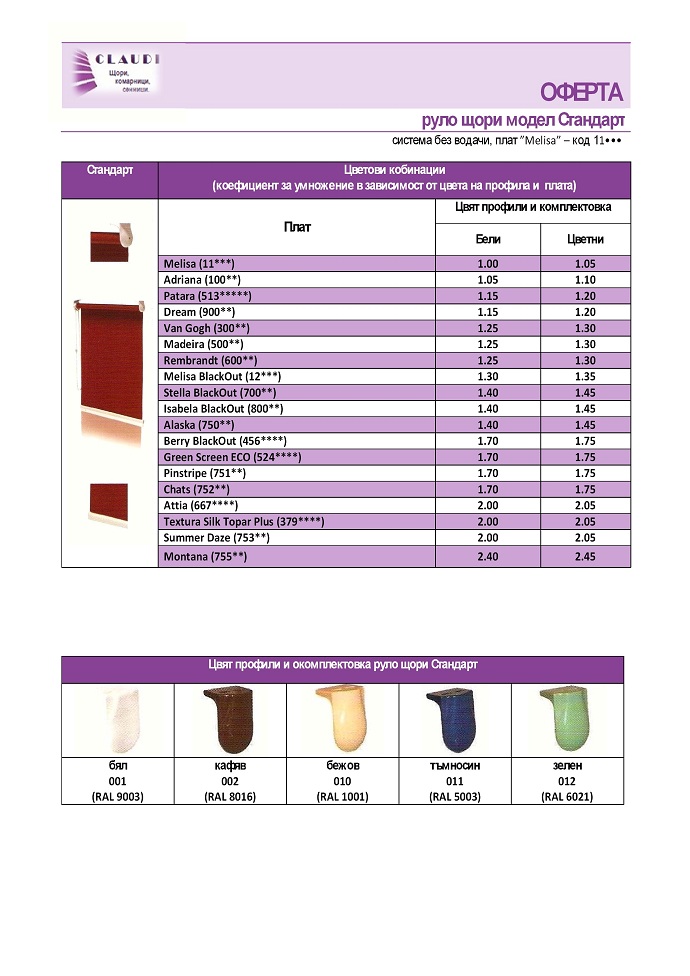 CLAUDI
Щори,
комарници,
сенници.
ОФЕРТА
руло щори модел Стандарт
система без водачи, плат "Melisa" – код 11•••
Стандарт
Цветови кобинации
(коефициент за умножение в зависимост от цвета на профила и плата)
Плат
Цвят профили и комплектовка
Бели Цветни
Melisa (11***) 1.00 1.05
Adriana (100**) 1.05 1.10
Patara (513*****) 1.15 1.20
Dream (900**) 1.15 1.20
Van Gogh (300**) 1.25 1.30
Madeira (500**) 1.25 1.30
Rembrandt (600**) 1.25 1.30
Melisa BlackOut (12***) 1.30 1.35
Stella BlackOut (700**) 1.40 1.45
Isabela BlackOut (800**) 1.40 1.45
Alaska (750**) 1.40 1.45
Berry BlackOut (456****) 1.70 1.75
Green Screen ECO (524****) 1.70 1.75
Pinstripe (751**) 1.70 1.75
Chats (752**) 1.70 1.75
Attia (667****) 2.00 2.05
Textura Silk Topar Plus (379****) 2.00 2.05
Summer Daze (753**) 2.00 2.05
Montana (755**) 2.40 2.45
Цвят профили и окомплектовка руло щори Стандарт
бял кафяв бежов тъмносин зелен
001 002 010 011 012
(RAL 9003) (RAL 8016) (RAL 1001) (RAL 5003) (RAL 6021)